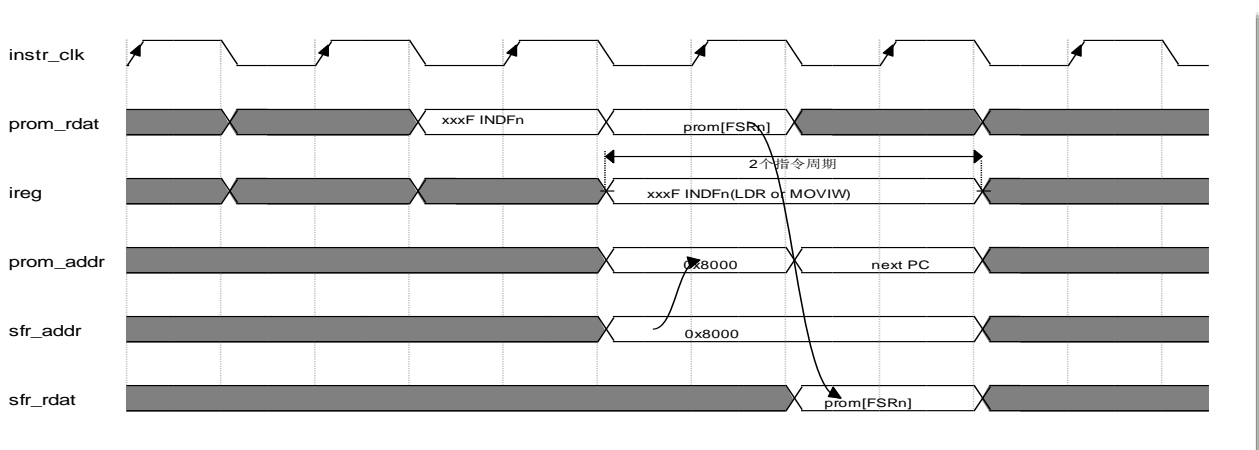 instr_clk
prom_rdat
xxxF INDFn
prom[FSRn]
2个指令周期
ireg
xxxF INDFn(LDR or MOVIW)
prom_addr
0x8000
next PC
sfr_addr
0x8000
sfr_rdat
prom[FSRn]